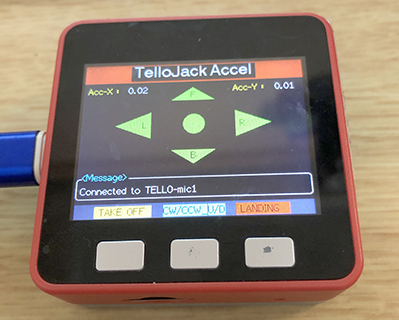 TelloJack Accel
Acc-X : 0.02 Acc-Y : 0.01
F
L R
B
<Message>
Connected to TELLO-mic1
TAKE OFF CW/CCW_U/D LANDING